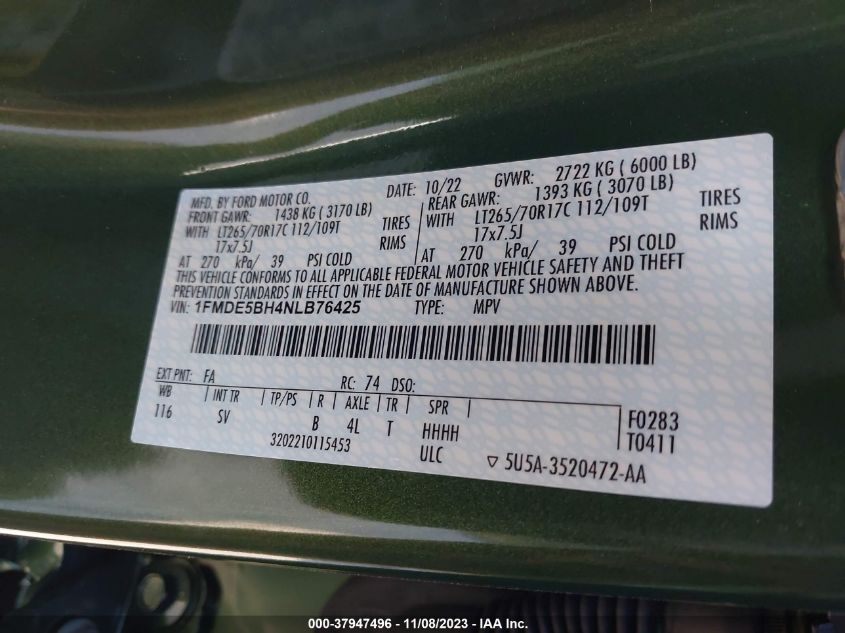 MFD. BY FORD MOTOR CO.
DATE: 10/22 GVWR: 2722 KG ( 6000 LB)
FRONT GAWR: 1438 KG ( 3170 LB)
WITH LT265/70R17C 112/109T TIRES
17x7.5J RIMS
AT 270 kPa/ 39 PSI COLD
REAR GAWR: 1393 KG ( 3070 LB)
WITH LT265/70R17C 112/109T TIRES
17x7.5J RIMS
AT 270 kPa/ 39 PSI COLD
THIS VEHICLE CONFORMS TO ALL APPLICABLE FEDERAL MOTOR VEHICLE SAFETY AND THEFT
PREVENTION STANDARDS IN EFFECT ON THE DATE OF MANUFACTURE SHOWN ABOVE.
VIN: 1FMDE5BH4NLB76425 TYPE: MPV
EXT PNT: FA RC: 74 DSO:
WB INT TR TP/PS R AXLE TR SPR
116 SV B 4L T HHHH
F0283
T0411
3202210115453 ULC
▽ 5U5A-3520472-AA
000-37947496 - 11/08/2023 - IAA Inc.